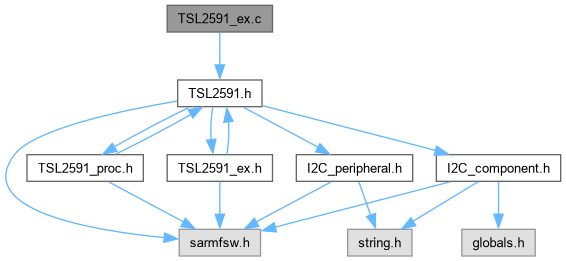 TSL2591_ex.c
TSL2591.h
TSL2591_proc.h
TSL2591_ex.h
I2C_peripheral.h
I2C_component.h
sarmfsw.h
string.h
globals.h